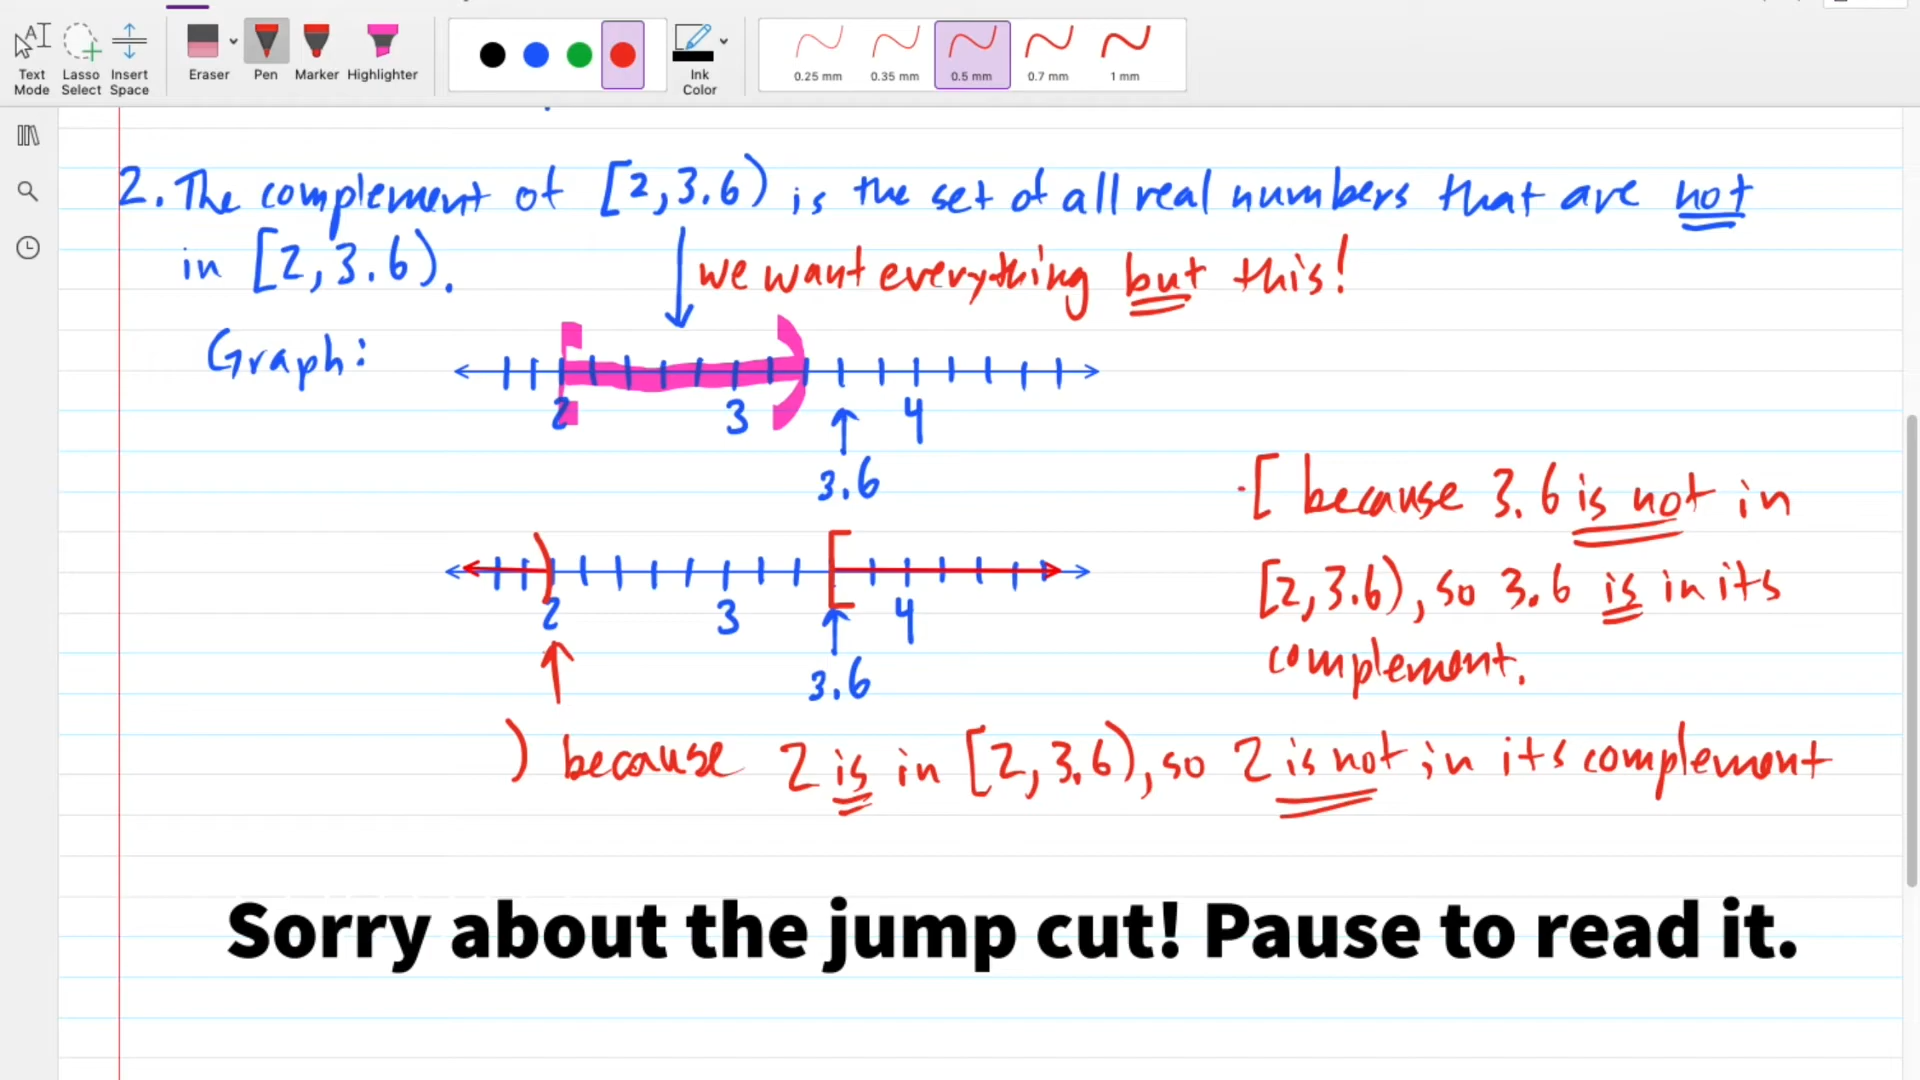 Text Mode
Lasso Select
Insert Space
Eraser
Pen
Marker
Highlighter
Ink Color
0.25 mm
0.35 mm
0.5 mm
0.7 mm
1 mm
2. The complement of [2,3.6) is the set of all real numbers that are not
in [2,3.6).
we want everything but this!
Graph:
2 3 4
3.6
2 3 4
3.6
[ because 3.6 is not in
[2,3.6), so 3.6 is in its
complement.
) because 2 is in [2,3.6), so 2 is not in its complement
Sorry about the jump cut! Pause to read it.